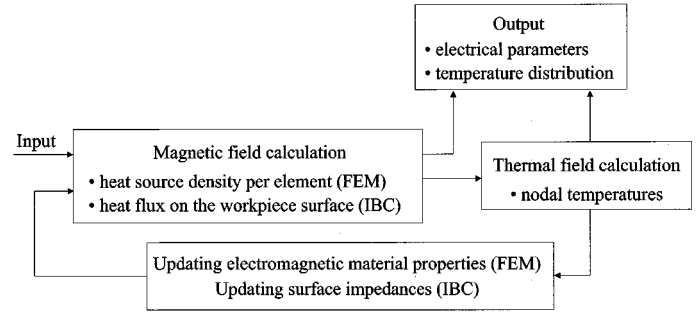 Output
• electrical parameters
• temperature distribution
Input
Magnetic field calculation
• heat source density per element (FEM)
• heat flux on the workpiece surface (IBC)
Thermal field calculation
• nodal temperatures
Updating electromagnetic material properties (FEM)
Updating surface impedances (IBC)